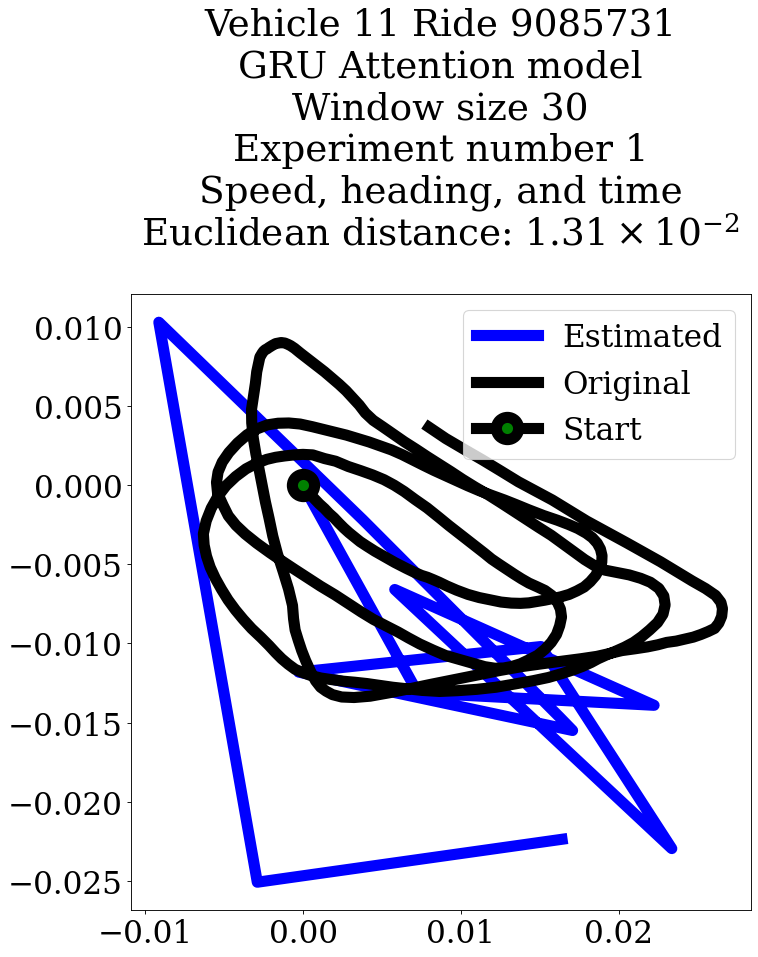 Vehicle 11 Ride 9085731
GRU Attention model
Window size 30
Experiment number 1
Speed, heading, and time
Euclidean distance: 1.31 × 10⁻²
Estimated
Original
Start
0.010
0.005
0.000
−0.005
−0.010
−0.015
−0.020
−0.025
−0.01 0.00 0.01 0.02